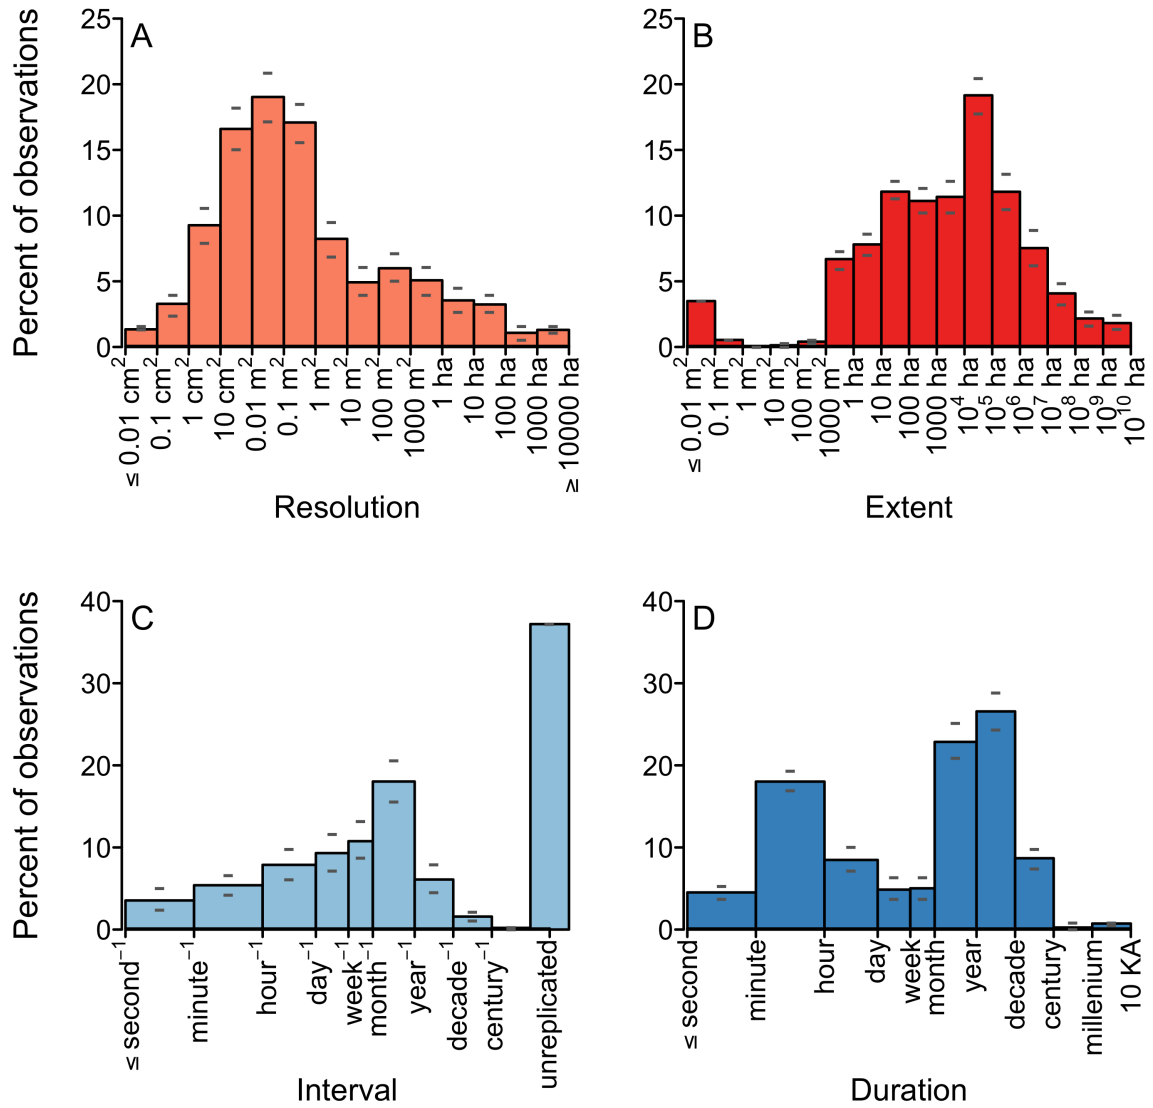 A
Percent of observations
25
20
15
10
5
0
≤ 0.01 cm²
0.1 cm²
1 cm²
10 cm²
0.01 m²
0.1 m²
1 m²
10 m²
100 m²
1000 m²
1 ha
10 ha
100 ha
1000 ha
≥ 10000 ha
Resolution
B
25
20
15
10
5
0
≤ 0.01 m²
0.1 m²
1 m²
10 m²
100 m²
1000 m²
1 ha
10 ha
100 ha
1000 ha
10⁴ ha
10⁵ ha
10⁶ ha
10⁷ ha
10⁸ ha
10⁹ ha
10¹⁰ ha
Extent
C
Percent of observations
40
30
20
10
0
≤ second⁻¹
minute⁻¹
hour⁻¹
day⁻¹
week⁻¹
month⁻¹
year⁻¹
decade⁻¹
century⁻¹
unreplicated
Interval
D
40
30
20
10
0
≤ second
minute
hour
day
week
month
year
decade
century
millenium
10 KA
Duration